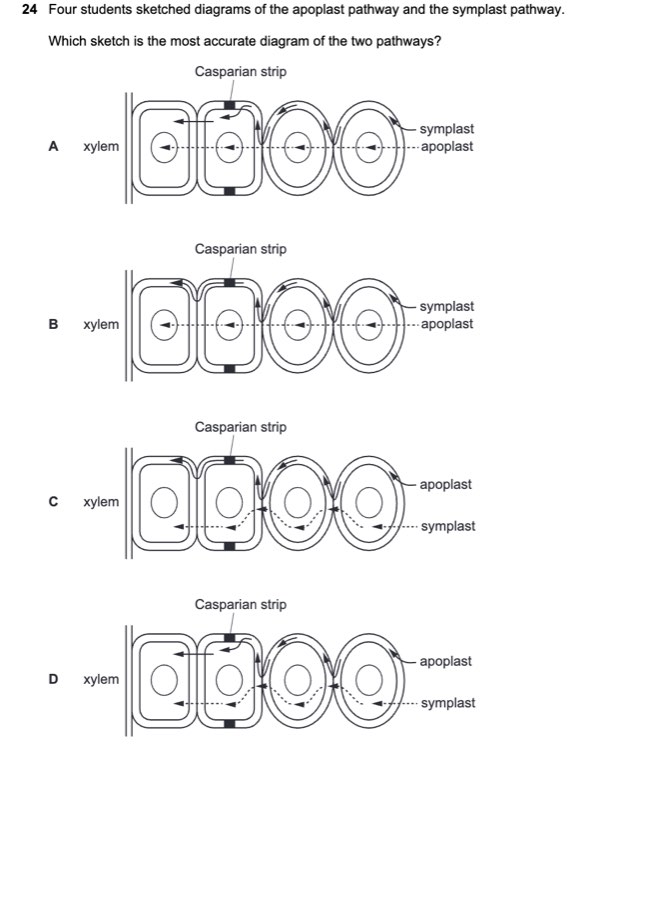 24 Four students sketched diagrams of the apoplast pathway and the symplast pathway.
Which sketch is the most accurate diagram of the two pathways?
Casparian strip
symplast
A xylem apoplast
Casparian strip
symplast
B xylem apoplast
Casparian strip
apoplast
C xylem
symplast
Casparian strip
apoplast
D xylem
symplast